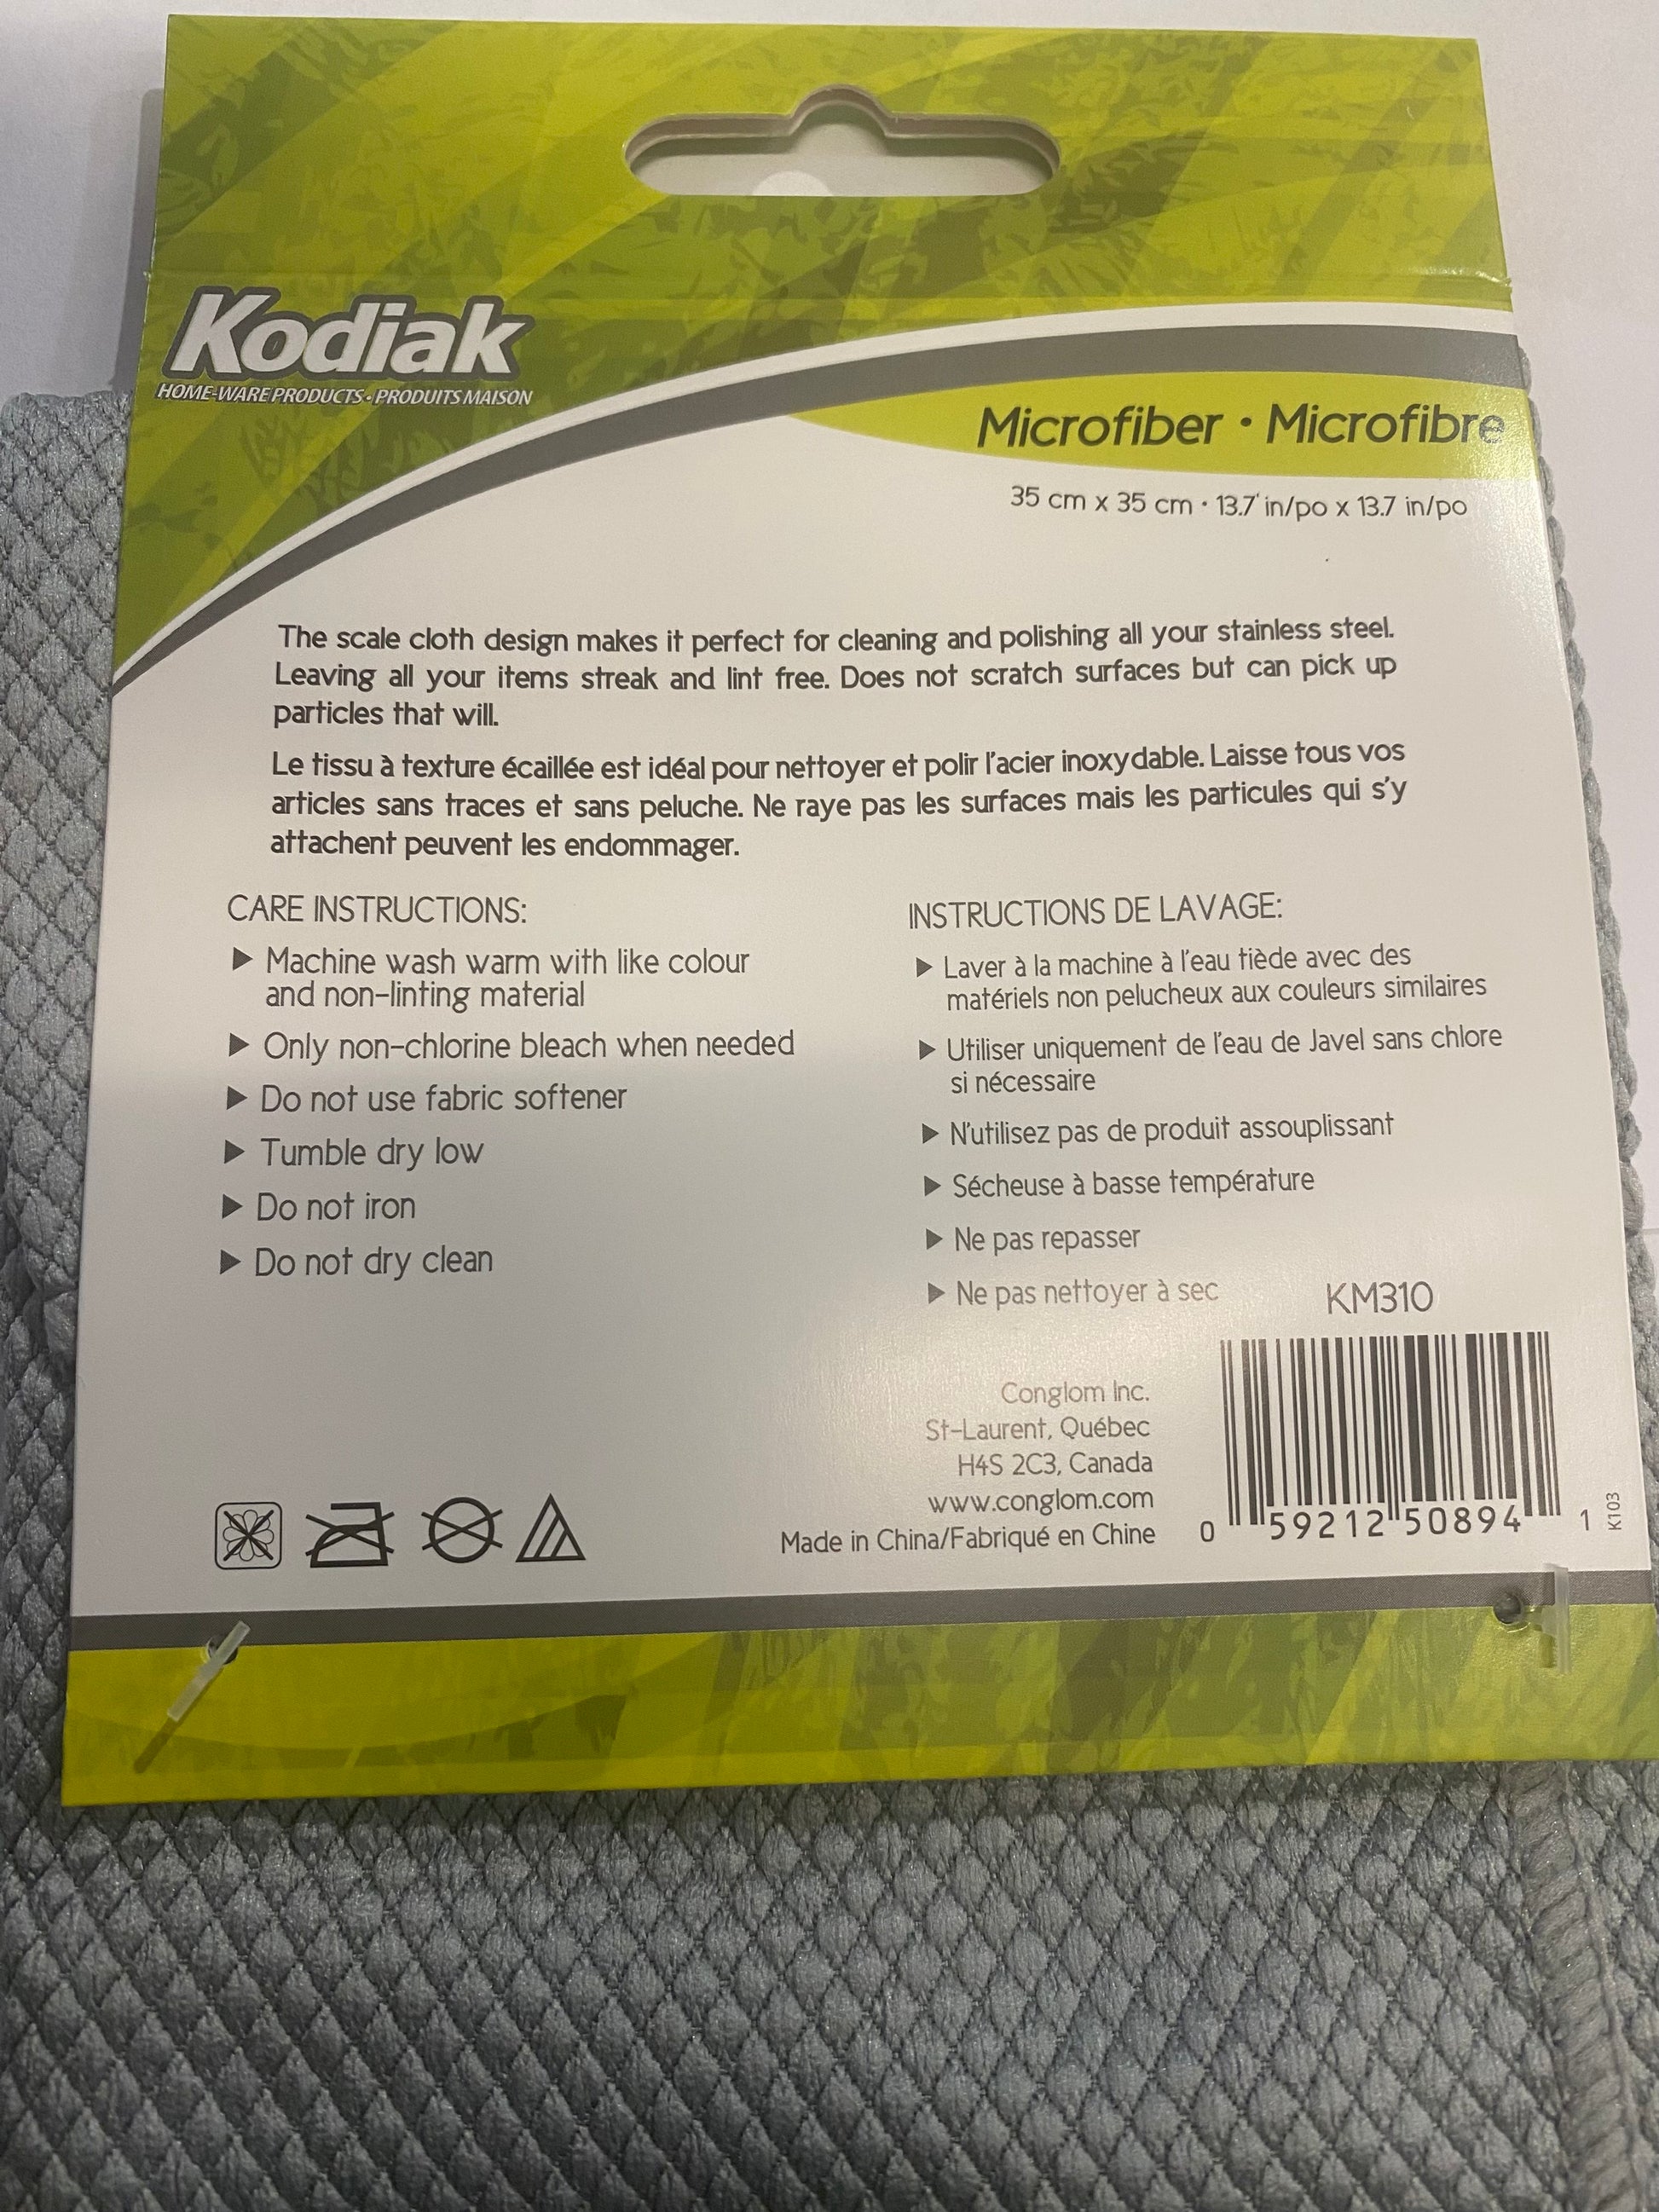 Kodiak
HOME-WARE PRODUCTS • PRODUITS MAISON
Microfiber • Microfibre
35 cm x 35 cm • 13.7 in/po x 13.7 in/po
The scale cloth design makes it perfect for cleaning and polishing all your stainless steel.
Leaving all your items streak and lint free. Does not scratch surfaces but can pick up
particles that will.
Le tissu à texture écaillée est idéal pour nettoyer et polir l'acier inoxydable. Laisse tous vos
articles sans traces et sans peluche. Ne raye pas les surfaces mais les particules qui s'y
attachent peuvent les endommager.
CARE INSTRUCTIONS:
▶ Machine wash warm with like colour
and non-linting material
▶ Only non-chlorine bleach when needed
▶ Do not use fabric softener
▶ Tumble dry low
▶ Do not iron
▶ Do not dry clean
INSTRUCTIONS DE LAVAGE:
▶ Laver à la machine à l'eau tiède avec des
matériels non pelucheux aux couleurs similaires
▶ Utiliser uniquement de l'eau de Javel sans chlore
si nécessaire
▶ N'utilisez pas de produit assouplissant
▶ Sécheuse à basse température
▶ Ne pas repasser
▶ Ne pas nettoyer à sec
KM310
Conglom Inc.
St-Laurent, Québec
H4S 2C3, Canada
www.conglom.com
Made in China/Fabriqué en Chine
0 59212 50894 1
K103